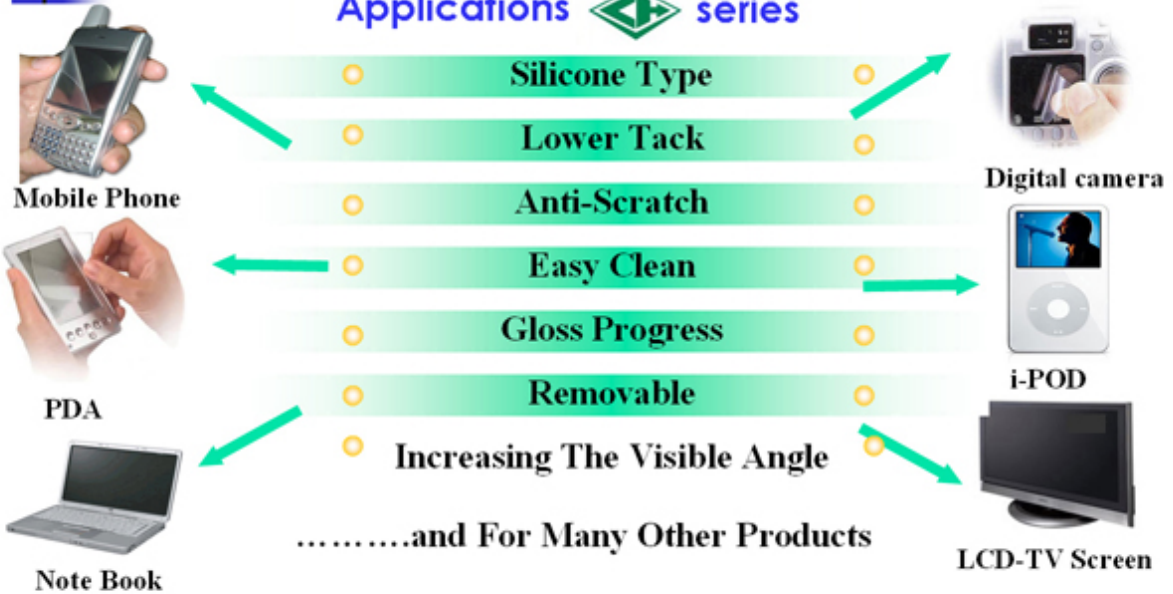 Applications CH series
Silicone Type
Lower Tack
Anti-Scratch
Easy Clean
Gloss Progress
Removable
Increasing The Visible Angle
……….and For Many Other Products
Mobile Phone
PDA
Note Book
Digital camera
i-POD
LCD-TV Screen